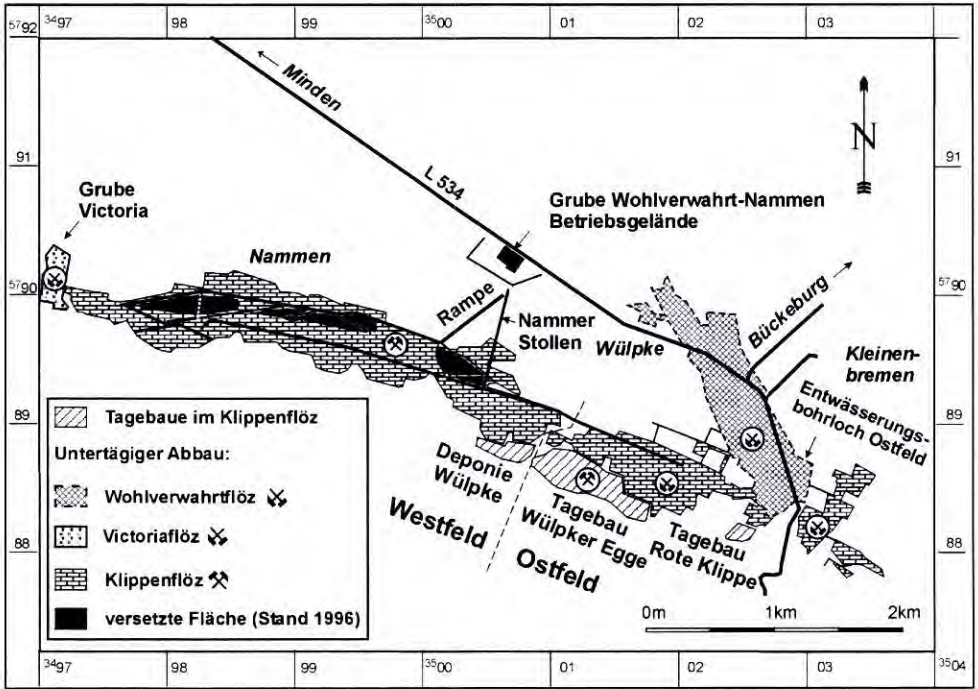 3497 98 99 3500 01 02 03
5792
Minden
N
91
91
L 534
Grube
Victoria
Grube Wohlverwahrt-Nammen
Betriebsgelände
Nammen
5790
5790
Rampe
Nammer
Stollen
Wülpke
Bückeburg
Kleinen-
bremen
Entwässerungs-
bohrloch Ostfeld
89
89
Tagebaue im Klippenflöz
Untertägiger Abbau:
Wohlverwahrtflöz
Victoriaflöz
Klippenflöz
versetzte Fläche (Stand 1996)
Deponie
Wülpke
Westfeld
Ostfeld
Tagebau
Wülpker Egge
Tagebau
Rote Klippe
88
88
0m 1km 2km
3497 98 99 3500 01 02 03 3504